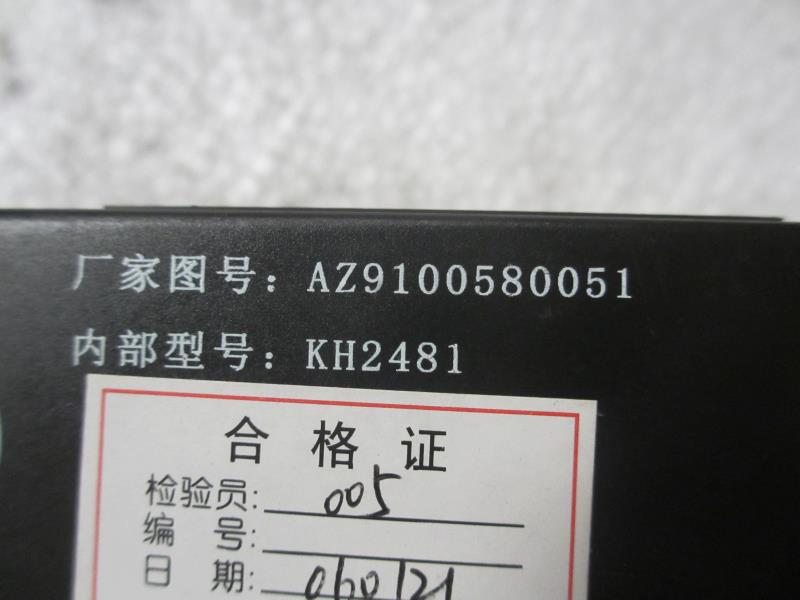 厂家图号：AZ9100580051
内部型号：KH2481
合格证
检验员:005
编 号:
日 期:060121